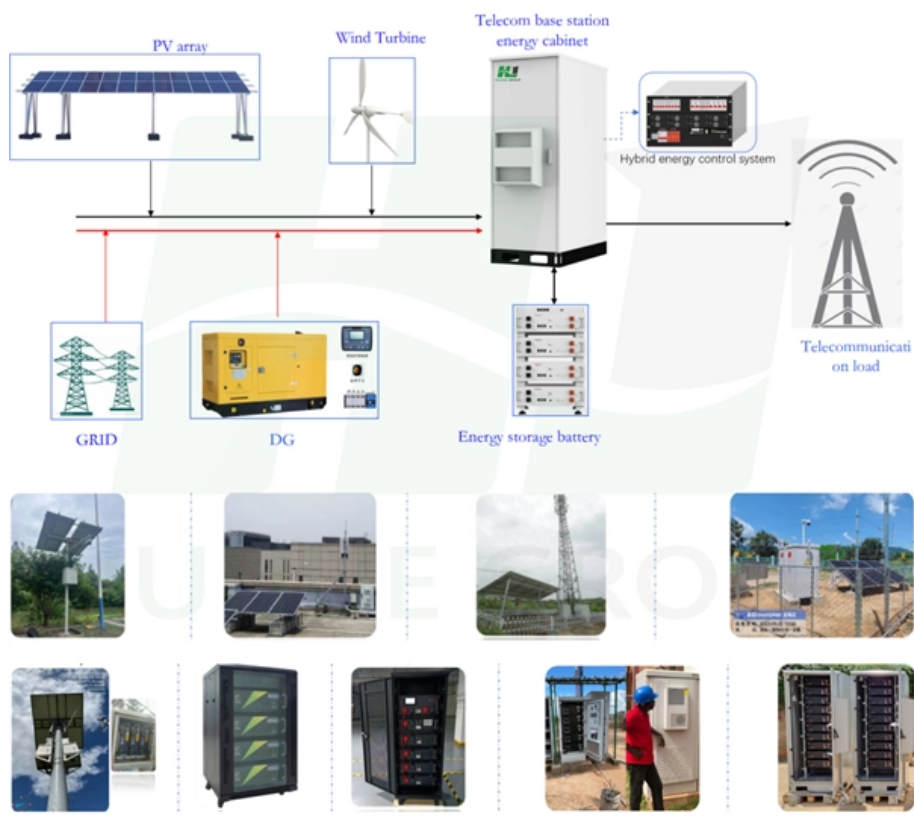 Telecom base station
energy cabinet
PV array
Wind Turbine
HJ
Hybrid energy control system
Telecommunicati
on load
GRID
DG
Energy storage battery